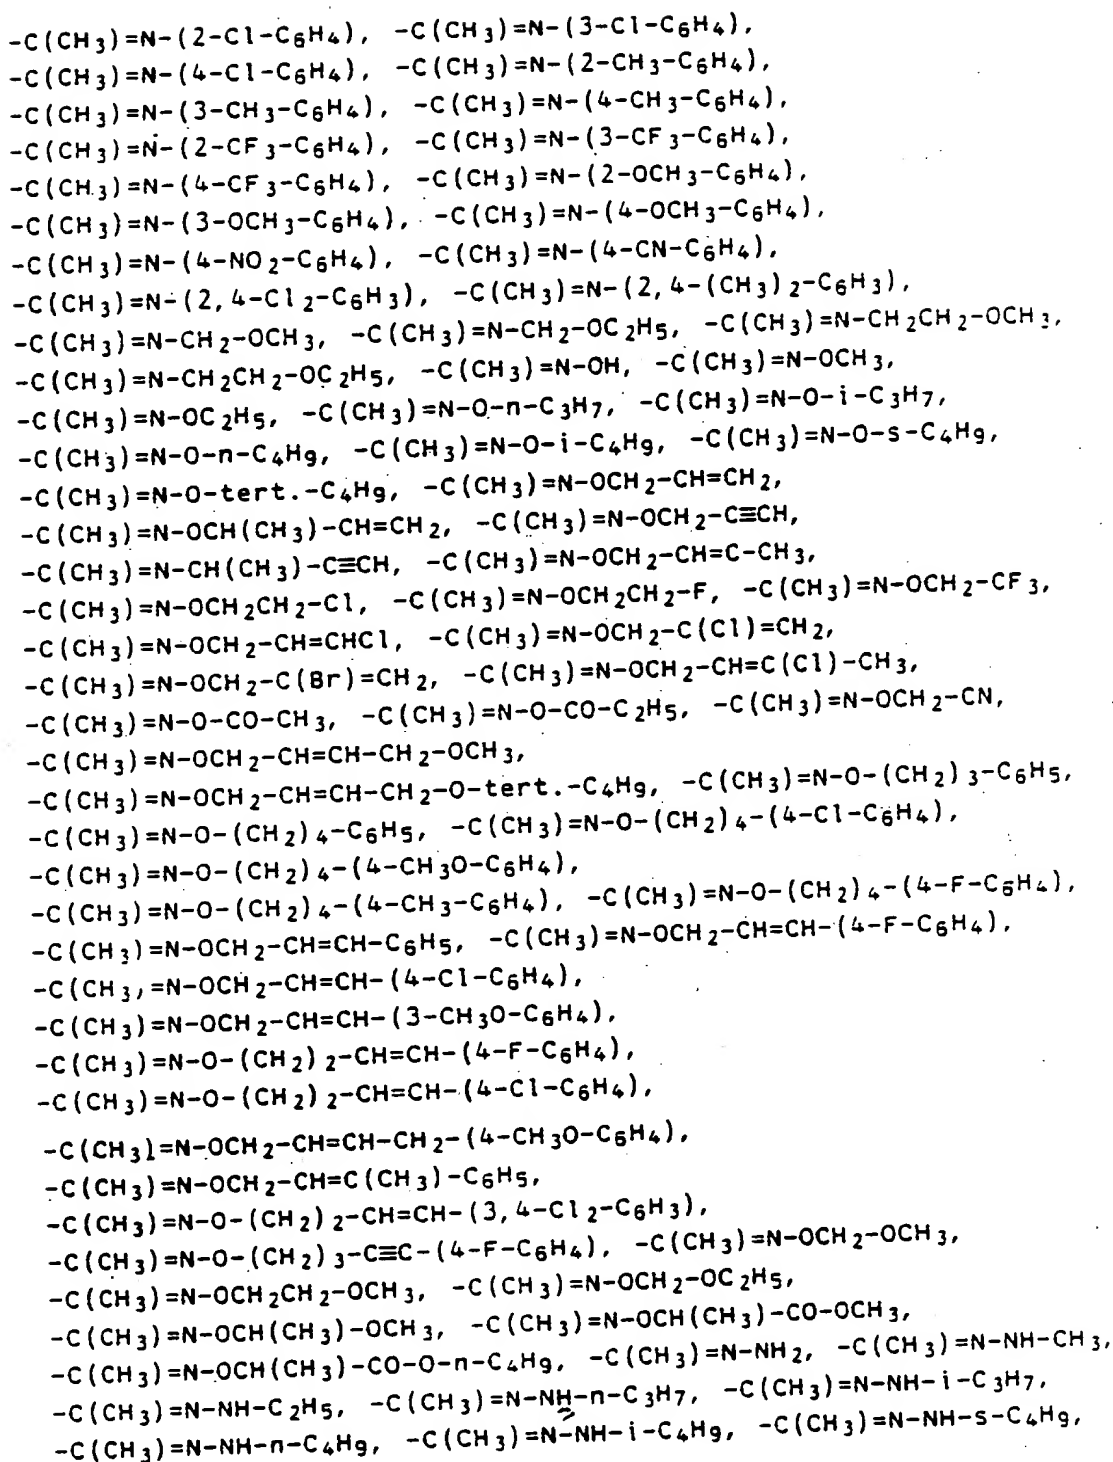 -C(CH3)=N-(2-Cl-C6H4), -C(CH3)=N-(3-Cl-C6H4),
-C(CH3)=N-(4-Cl-C6H4), -C(CH3)=N-(2-CH3-C6H4),
-C(CH3)=N-(3-CH3-C6H4), -C(CH3)=N-(4-CH3-C6H4),
-C(CH3)=N-(2-CF3-C6H4), -C(CH3)=N-(3-CF3-C6H4),
-C(CH3)=N-(4-CF3-C6H4), -C(CH3)=N-(2-OCH3-C6H4),
-C(CH3)=N-(3-OCH3-C6H4), -C(CH3)=N-(4-OCH3-C6H4),
-C(CH3)=N-(4-NO2-C6H4), -C(CH3)=N-(4-CN-C6H4),
-C(CH3)=N-(2,4-Cl2-C6H3), -C(CH3)=N-(2,4-(CH3)2-C6H3),
-C(CH3)=N-CH2-OCH3, -C(CH3)=N-CH2-OC2H5, -C(CH3)=N-CH2CH2-OCH3,
-C(CH3)=N-CH2CH2-OC2H5, -C(CH3)=N-OH, -C(CH3)=N-OCH3,
-C(CH3)=N-OC2H5, -C(CH3)=N-O-n-C3H7, -C(CH3)=N-O-i-C3H7,
-C(CH3)=N-O-n-C4H9, -C(CH3)=N-O-i-C4H9, -C(CH3)=N-O-s-C4H9,
-C(CH3)=N-O-tert.-C4H9, -C(CH3)=N-OCH2-CH=CH2,
-C(CH3)=N-OCH(CH3)-CH=CH2, -C(CH3)=N-OCH2-C≡CH,
-C(CH3)=N-CH(CH3)-C≡CH, -C(CH3)=N-OCH2-CH=C-CH3,
-C(CH3)=N-OCH2CH2-Cl, -C(CH3)=N-OCH2CH2-F, -C(CH3)=N-OCH2-CF3,
-C(CH3)=N-OCH2-CH=CHCl, -C(CH3)=N-OCH2-C(Cl)=CH2,
-C(CH3)=N-OCH2-C(Br)=CH2, -C(CH3)=N-OCH2-CH=C(Cl)-CH3,
-C(CH3)=N-O-CO-CH3, -C(CH3)=N-O-CO-C2H5, -C(CH3)=N-OCH2-CN,
-C(CH3)=N-OCH2-CH=CH-CH2-OCH3,
-C(CH3)=N-OCH2-CH=CH-CH2-O-tert.-C4H9, -C(CH3)=N-O-(CH2)3-C6H5,
-C(CH3)=N-O-(CH2)4-C6H5, -C(CH3)=N-O-(CH2)4-(4-Cl-C6H4),
-C(CH3)=N-O-(CH2)4-(4-CH3O-C6H4),
-C(CH3)=N-O-(CH2)4-(4-CH3-C6H4), -C(CH3)=N-O-(CH2)4-(4-F-C6H4),
-C(CH3)=N-OCH2-CH=CH-C6H5, -C(CH3)=N-OCH2-CH=CH-(4-F-C6H4),
-C(CH3)=N-OCH2-CH=CH-(4-Cl-C6H4),
-C(CH3)=N-OCH2-CH=CH-(3-CH3O-C6H4),
-C(CH3)=N-O-(CH2)2-CH=CH-(4-F-C6H4),
-C(CH3)=N-O-(CH2)2-CH=CH-(4-Cl-C6H4),
-C(CH3)=N-OCH2-CH=CH-CH2-(4-CH3O-C6H4),
-C(CH3)=N-OCH2-CH=C(CH3)-C6H5,
-C(CH3)=N-O-(CH2)2-CH=CH-(3,4-Cl2-C6H3),
-C(CH3)=N-O-(CH2)3-C≡C-(4-F-C6H4), -C(CH3)=N-OCH2-OCH3,
-C(CH3)=N-OCH2CH2-OCH3, -C(CH3)=N-OCH2-OC2H5,
-C(CH3)=N-OCH(CH3)-OCH3, -C(CH3)=N-OCH(CH3)-CO-OCH3,
-C(CH3)=N-OCH(CH3)-CO-O-n-C4H9, -C(CH3)=N-NH2, -C(CH3)=N-NH-CH3,
-C(CH3)=N-NH-C2H5, -C(CH3)=N-NH-n-C3H7, -C(CH3)=N-NH-i-C3H7,
-C(CH3)=N-NH-n-C4H9, -C(CH3)=N-NH-i-C4H9, -C(CH3)=N-NH-s-C4H9,